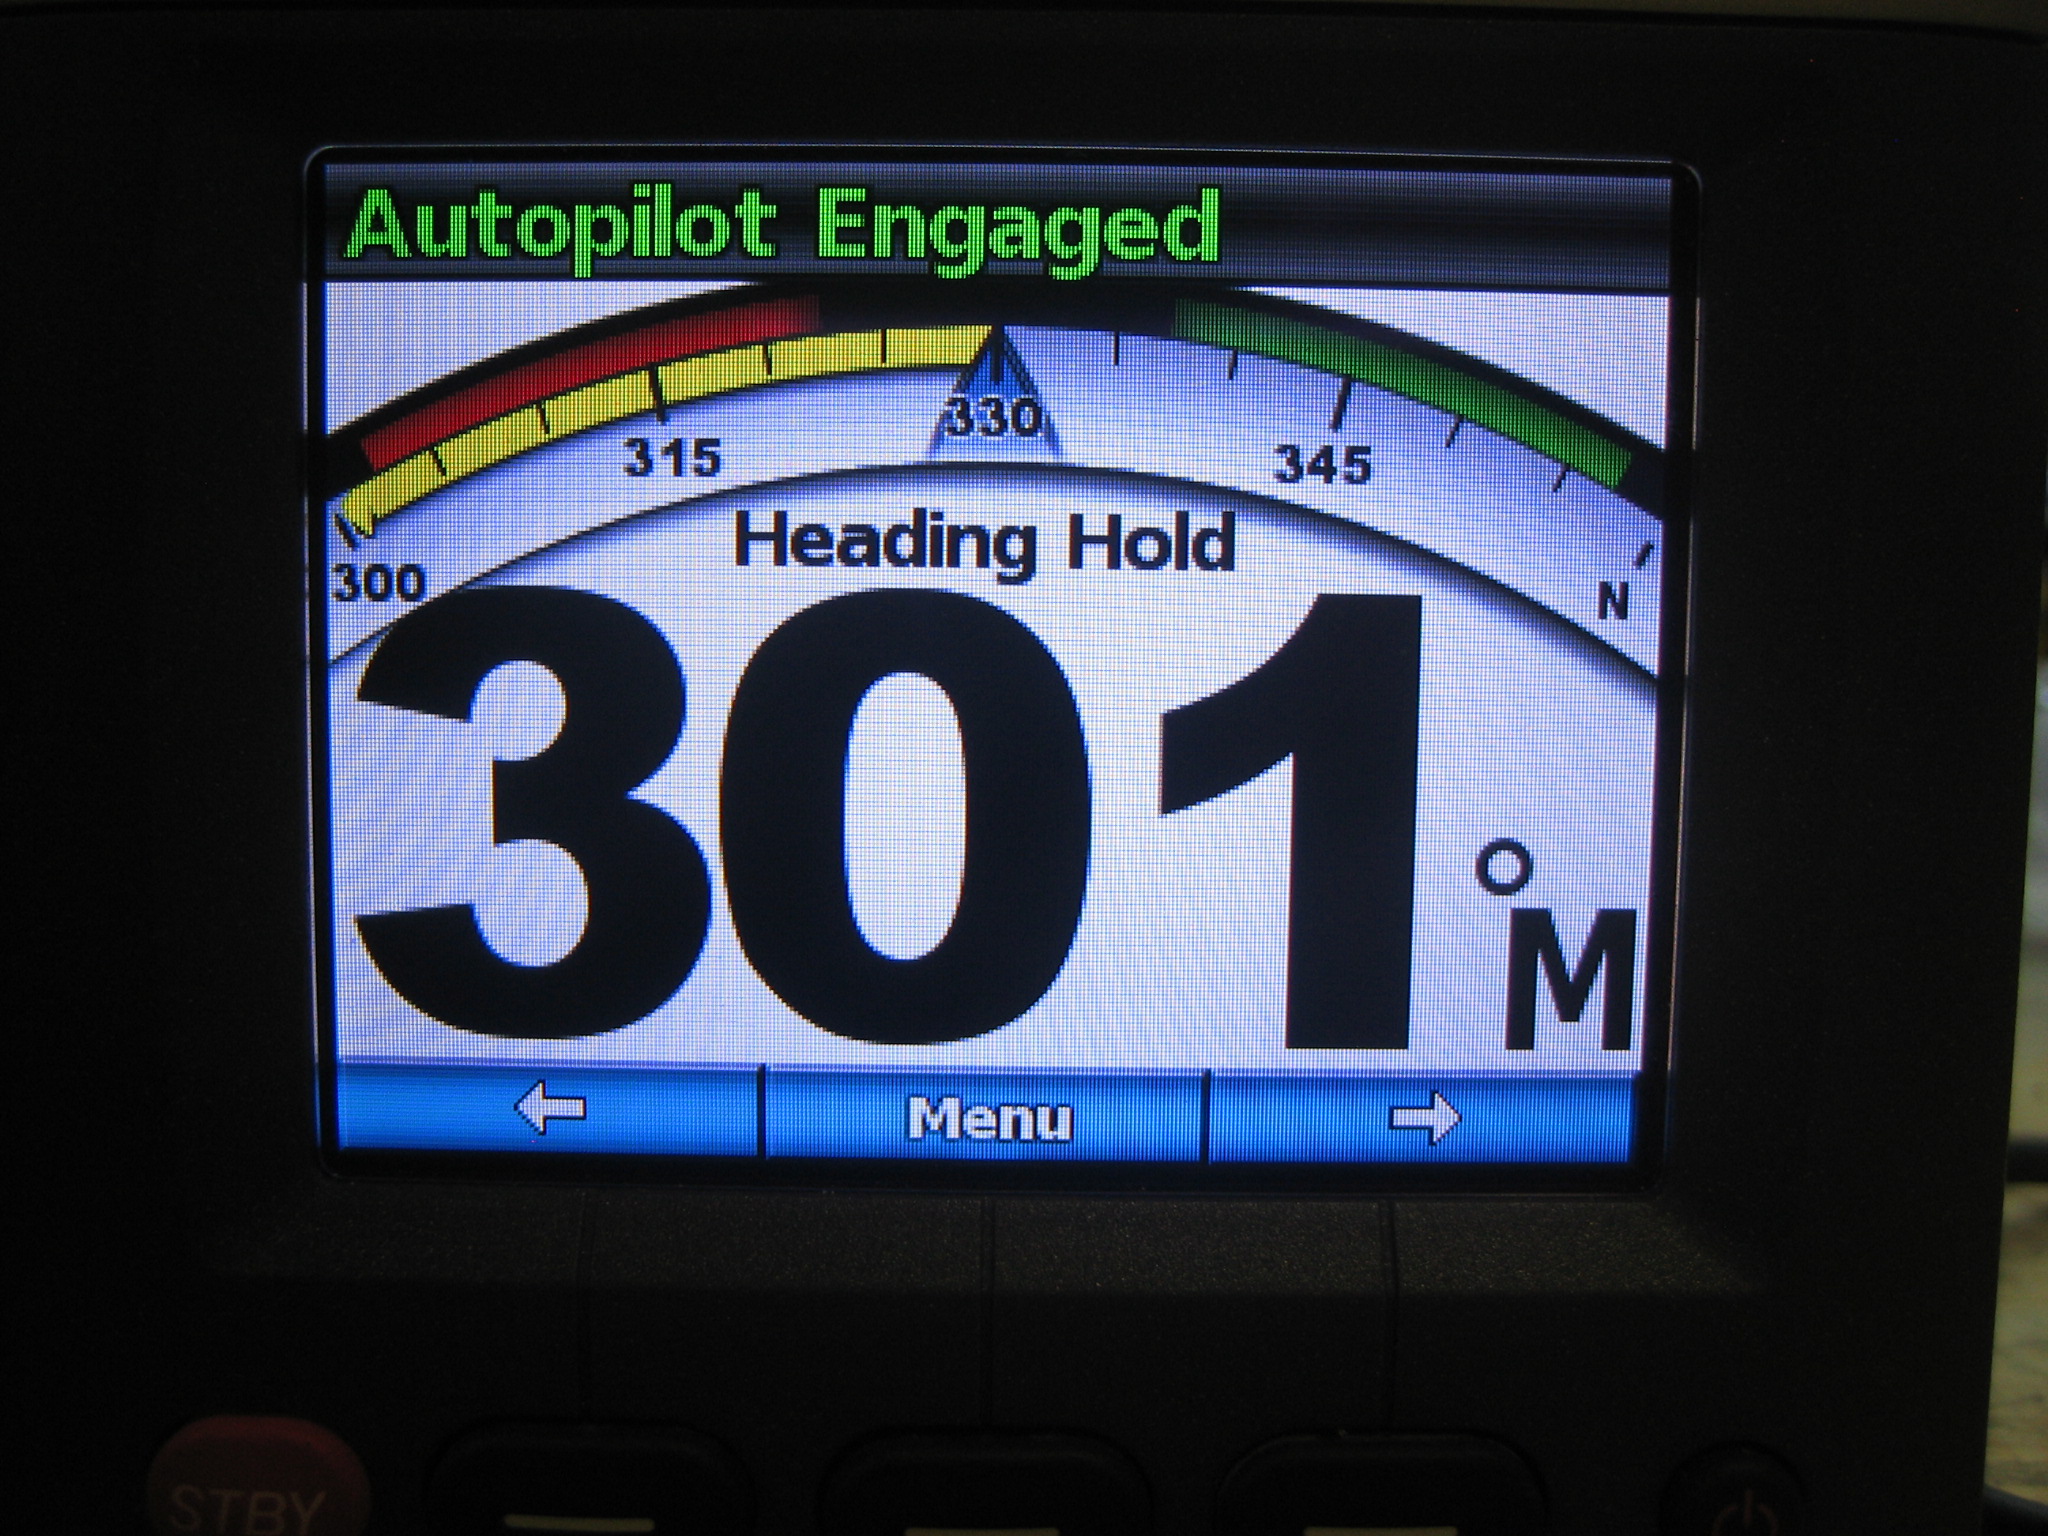 Autopilot Engaged
330
315 345
Heading Hold
300 N
301°M
Menu
STBY